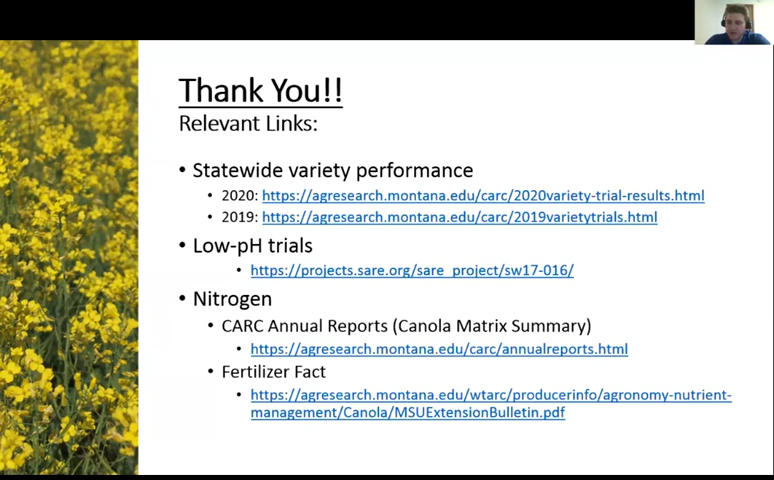 Thank You!!
Relevant Links:
• Statewide variety performance
• 2020: https://agresearch.montana.edu/carc/2020variety-trial-results.html
• 2019: https://agresearch.montana.edu/carc/2019varietytrials.html
• Low-pH trials
• https://projects.sare.org/sare_project/sw17-016/
• Nitrogen
• CARC Annual Reports (Canola Matrix Summary)
• https://agresearch.montana.edu/carc/annualreports.html
• Fertilizer Fact
• https://agresearch.montana.edu/wtarc/producerinfo/agronomy-nutrient-
management/Canola/MSUExtensionBulletin.pdf